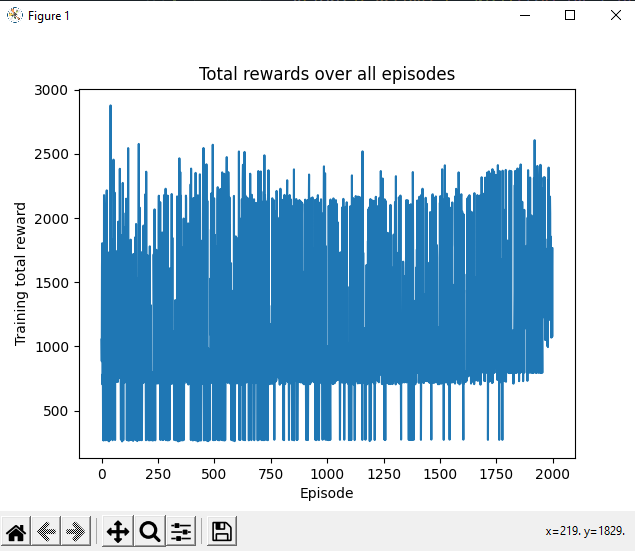 Figure 1
Total rewards over all episodes
3000
2500
2000
1500
1000
500
Training total reward
0 250 500 750 1000 1250 1500 1750 2000
Episode
x=219. y=1829.